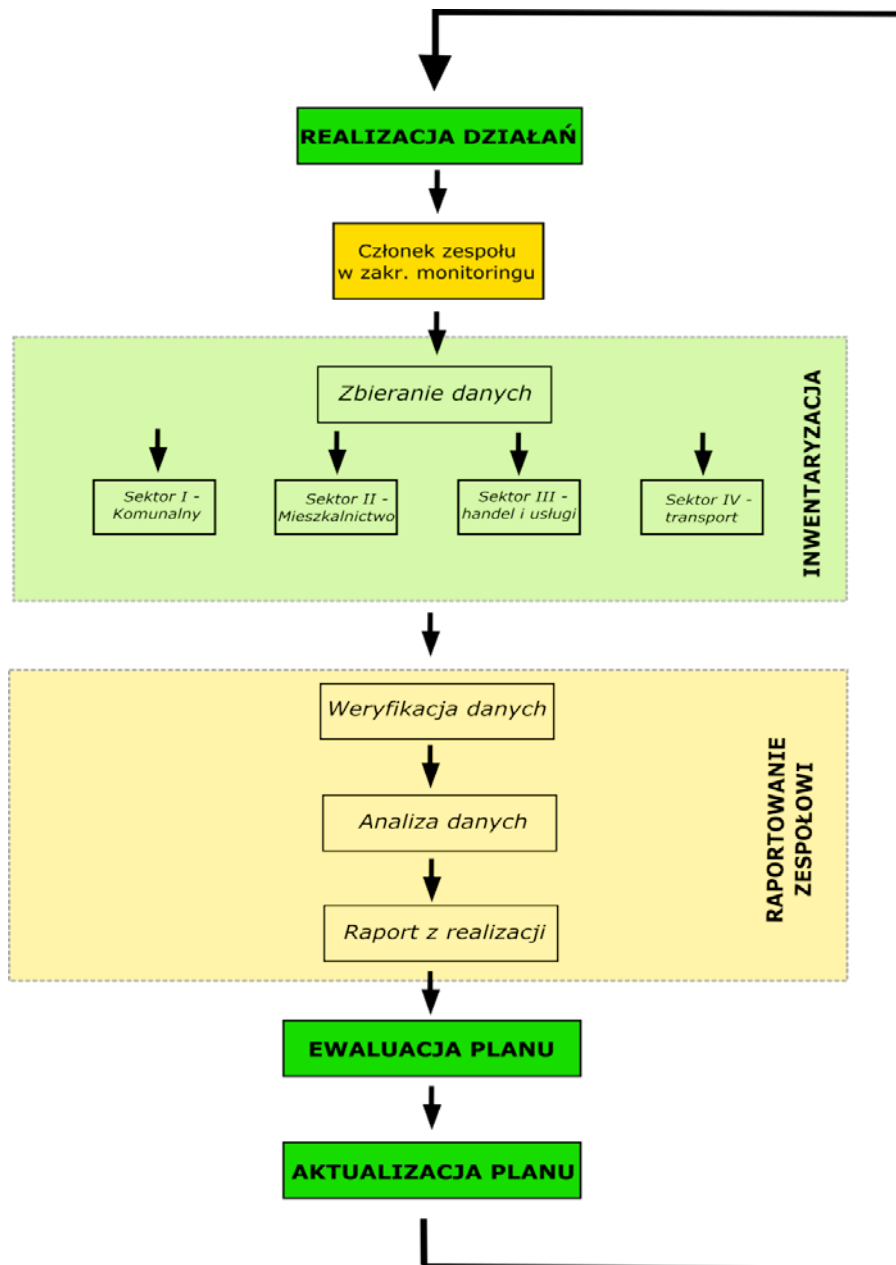 REALIZACJA DZIAŁAŃ
Członek zespołu
w zakr. monitoringu
INWENTARYZACJA
Zbieranie danych
Sektor I -
Komunalny
Sektor II -
Mieszkalnictwo
Sektor III -
handel i usługi
Sektor IV -
transport
RAPORTOWANIE
ZESPOŁOWI
Weryfikacja danych
Analiza danych
Raport z realizacji
EWALUACJA PLANU
AKTUALIZACJA PLANU